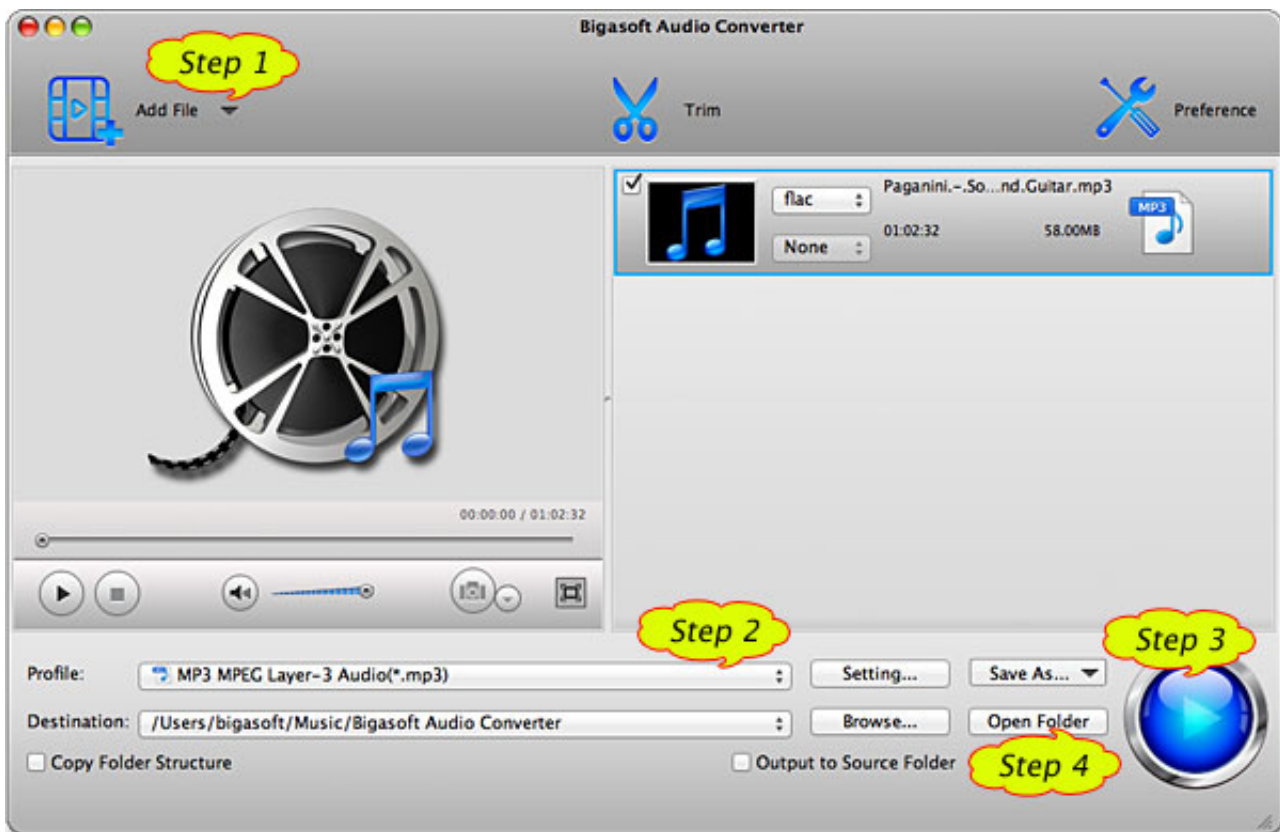 Bigasoft Audio Converter
Step 1
Add File
Trim
Preference
flac
Paganini.-.So...nd.Guitar.mp3
MP3
None
01:02:32
58.00MB
00:00:00 / 01:02:32
Step 2
Step 3
Profile:
MP3 MPEG Layer-3 Audio(*.mp3)
Setting...
Save As...
Destination:
/Users/bigasoft/Music/Bigasoft Audio Converter
Browse...
Open Folder
Copy Folder Structure
Output to Source Folder
Step 4